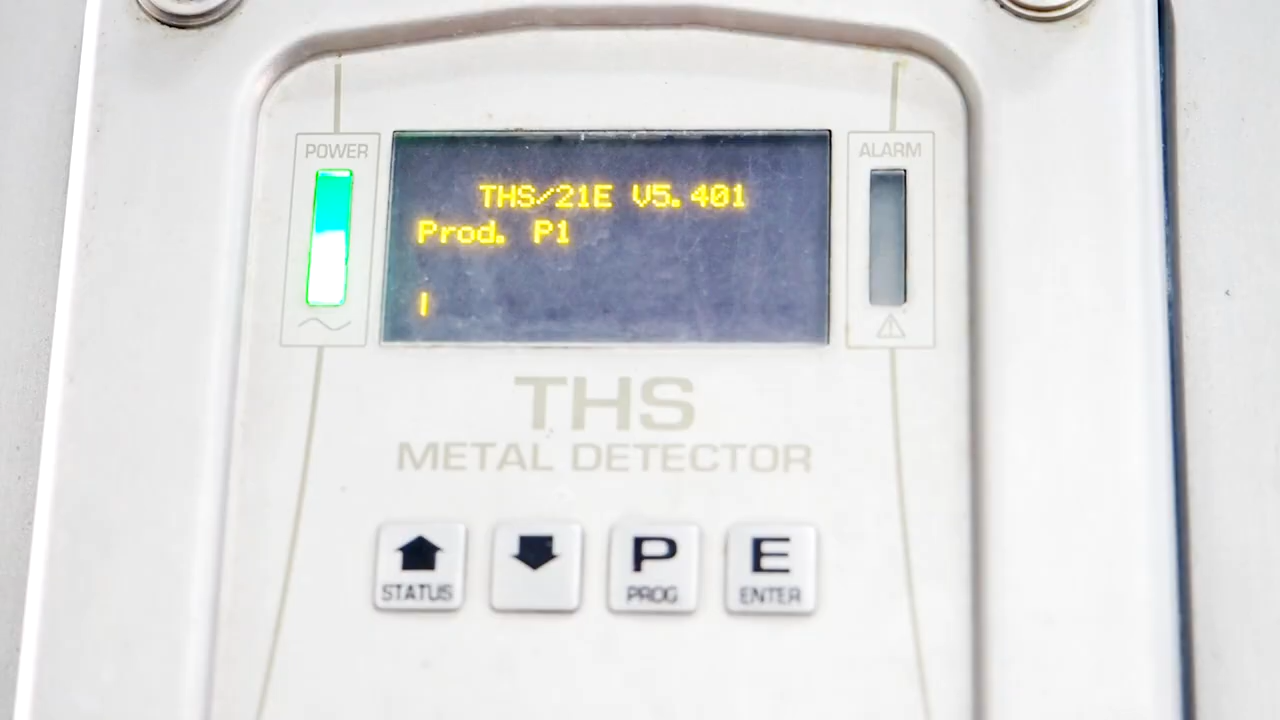 POWER
ALARM
THS/21E V5.401
Prod. P1
THS
METAL DETECTOR
P
E
STATUS
PROG
ENTER